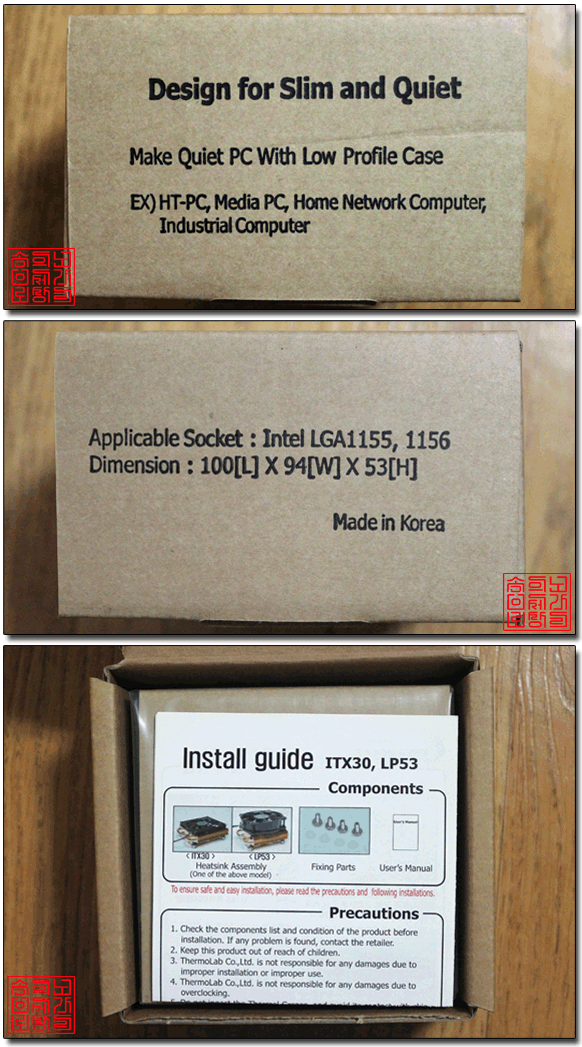 Design for Slim and Quiet
Make Quiet PC With Low Profile Case
EX) HT-PC, Media PC, Home Network Computer,
Industrial Computer
Applicable Socket : Intel LGA1155, 1156
Dimension : 100[L] X 94[W] X 53[H]
Made in Korea
Install guide ITX30, LP53
Components
User's Manual
< ITX30 > < LP53 >
Heatsink Assembly
(One of the above model)
Fixing Parts
User's Manual
To ensure safe and easy installation, please read the precautions and following installations.
Precautions
1. Check the components list and condition of the product before
installation. If any problem is found, contact the retailer.
2. Keep this product out of reach of children.
3. ThermoLab Co.,Ltd. is not responsible for any damages due to
improper installation or improper use.
4. ThermoLab Co.,Ltd. is not responsible for any damages due to
overclocking.